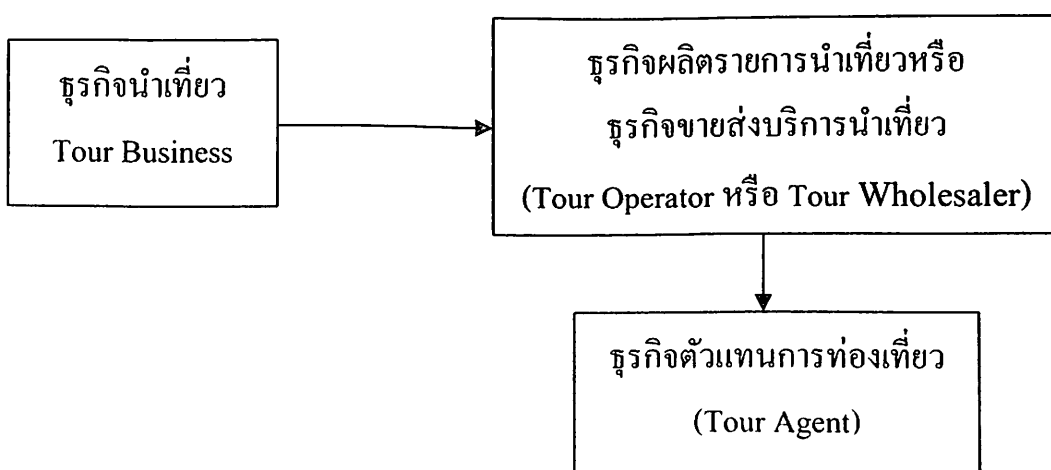 ธุรกิจนำเที่ยว
Tour Business
ธุรกิจผลิตรายการนำเที่ยวหรือ
ธุรกิจขายส่งบริการนำเที่ยว
(Tour Operator หรือ Tour Wholesaler)
ธุรกิจตัวแทนการท่องเที่ยว
(Tour Agent)